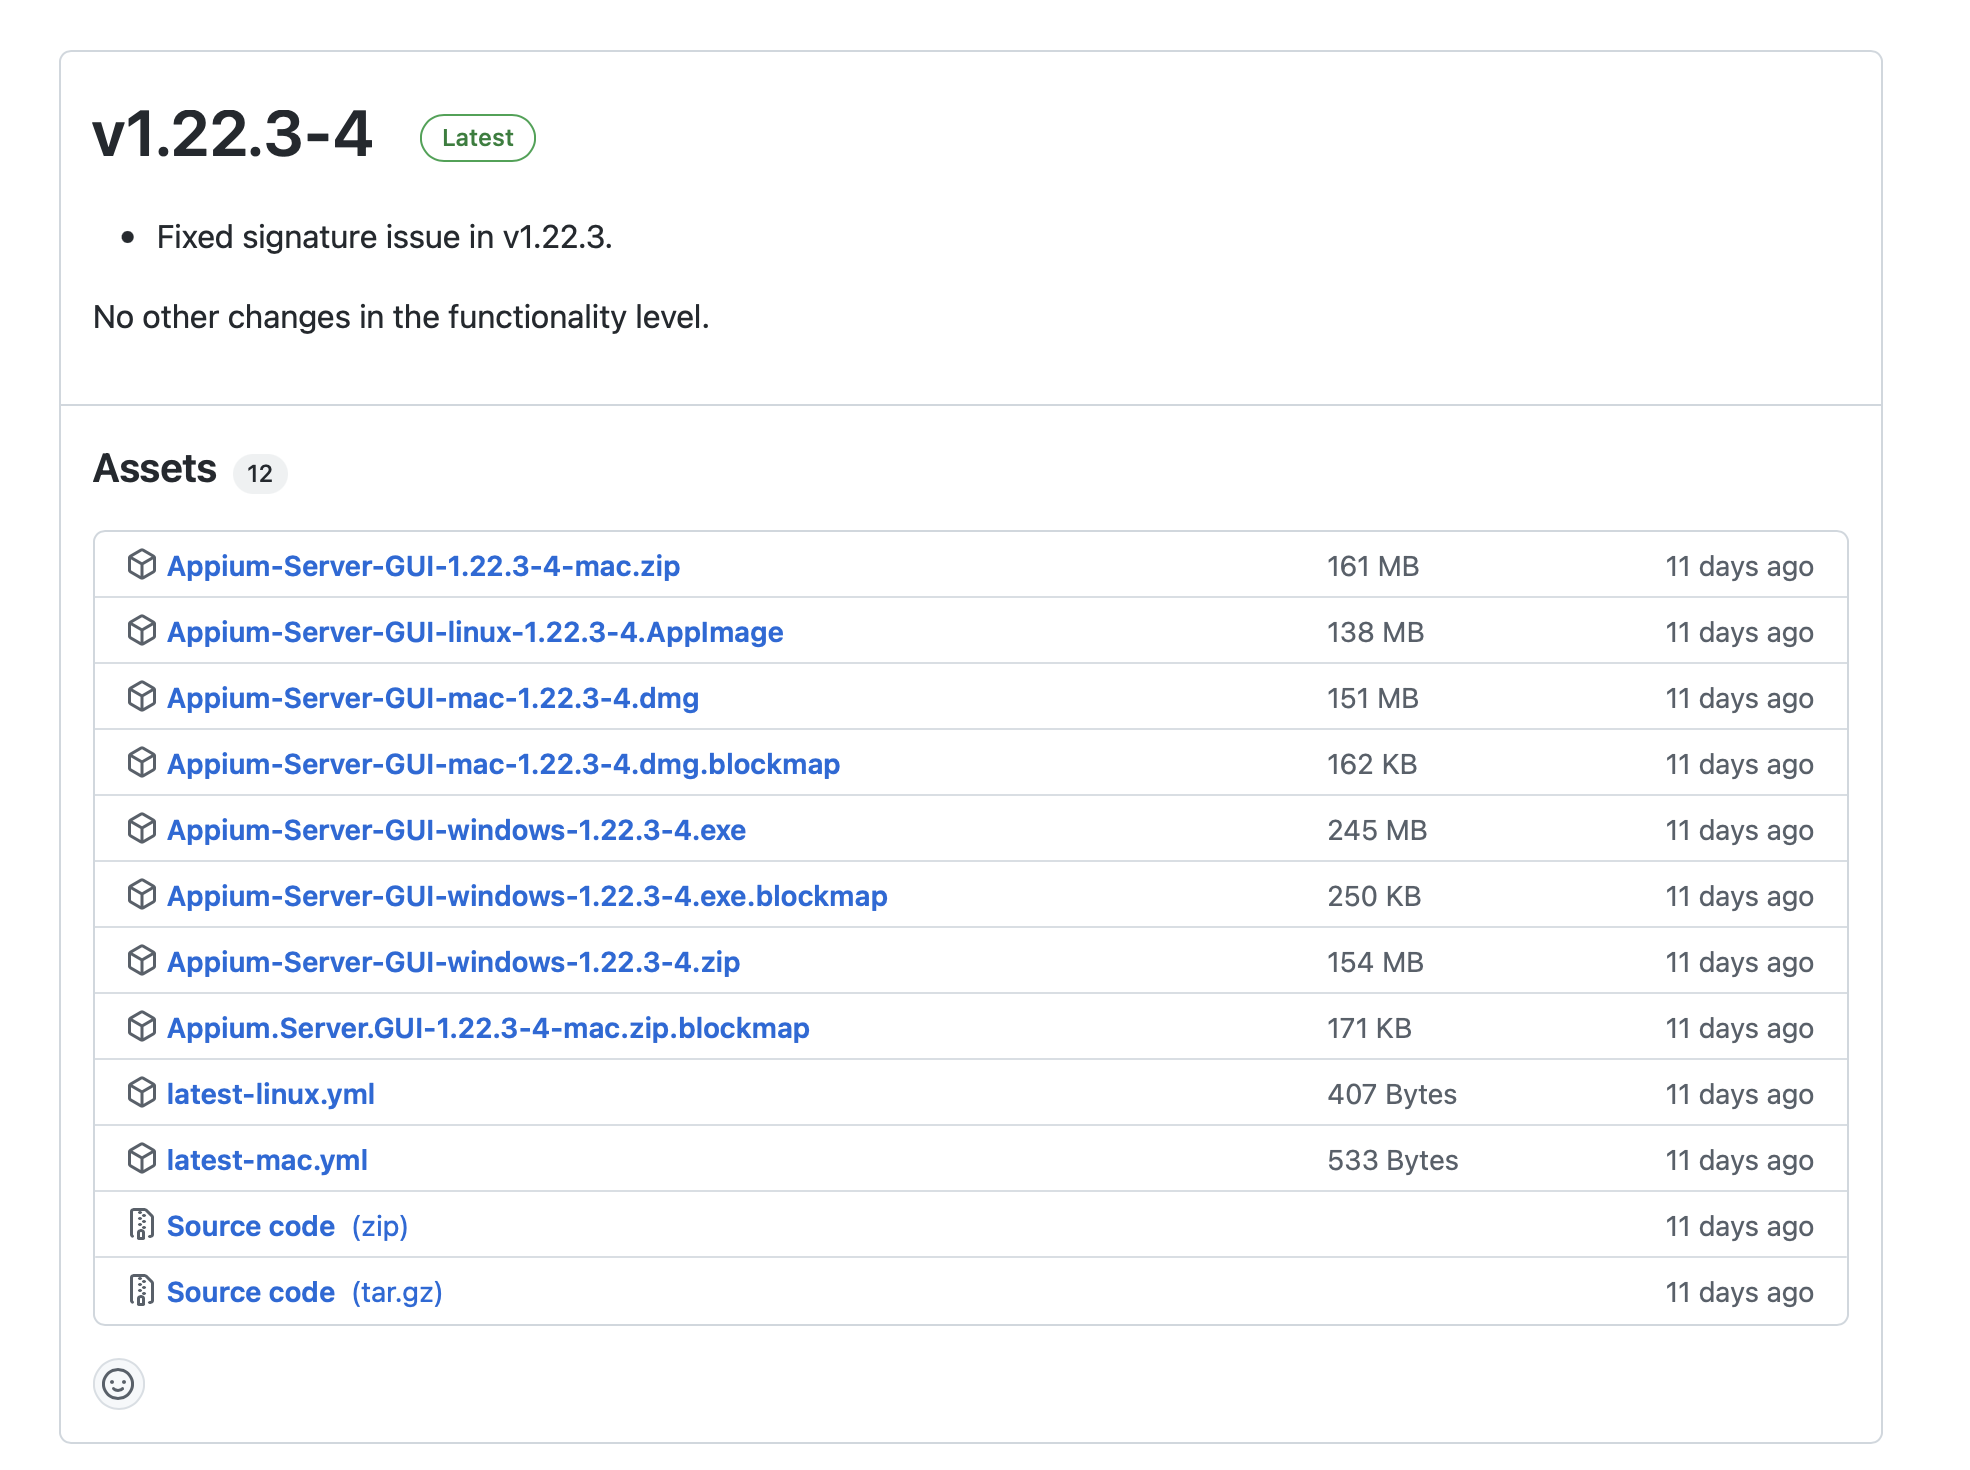 v1.22.3-4 Latest
Fixed signature issue in v1.22.3.
No other changes in the functionality level.
Assets 12
Appium-Server-GUI-1.22.3-4-mac.zip 161 MB 11 days ago
Appium-Server-GUI-linux-1.22.3-4.AppImage 138 MB 11 days ago
Appium-Server-GUI-mac-1.22.3-4.dmg 151 MB 11 days ago
Appium-Server-GUI-mac-1.22.3-4.dmg.blockmap 162 KB 11 days ago
Appium-Server-GUI-windows-1.22.3-4.exe 245 MB 11 days ago
Appium-Server-GUI-windows-1.22.3-4.exe.blockmap 250 KB 11 days ago
Appium-Server-GUI-windows-1.22.3-4.zip 154 MB 11 days ago
Appium.Server.GUI-1.22.3-4-mac.zip.blockmap 171 KB 11 days ago
latest-linux.yml 407 Bytes 11 days ago
latest-mac.yml 533 Bytes 11 days ago
Source code (zip) 11 days ago
Source code (tar.gz) 11 days ago